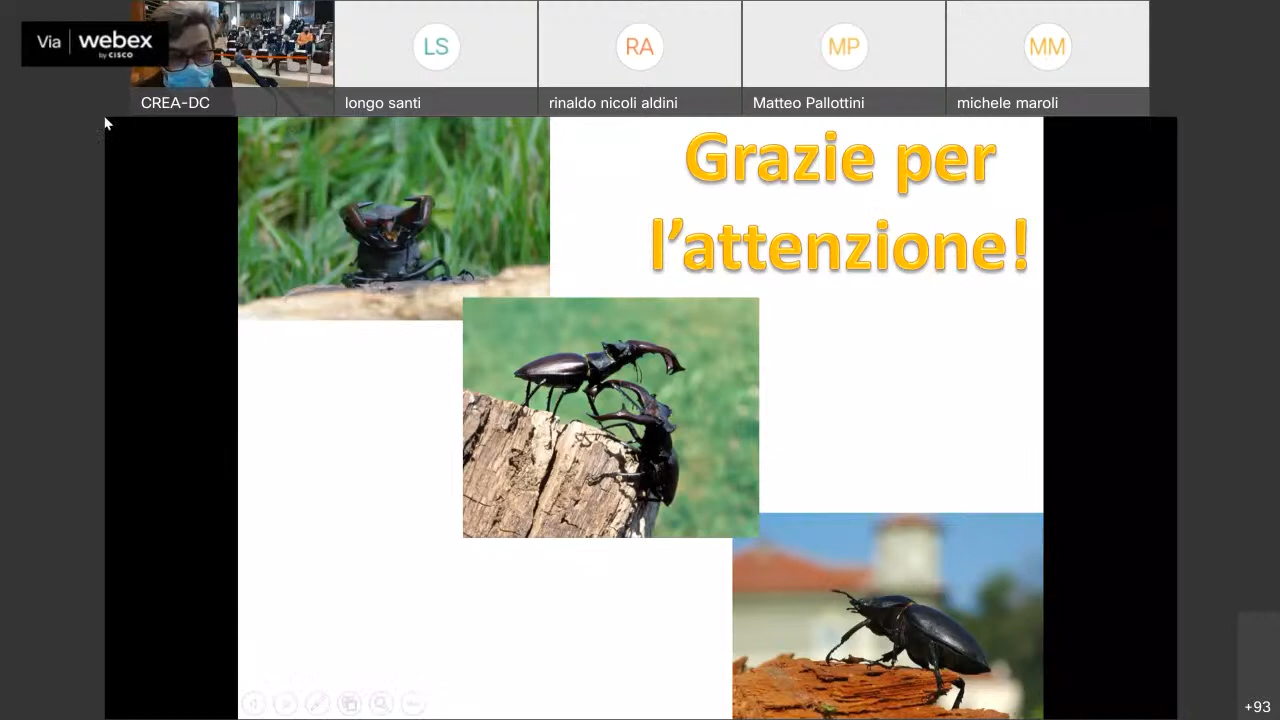 Via webex
by CISCO
LS
RA
MP
MM
CREA-DC
longo santi
rinaldo nicoli aldini
Matteo Pallottini
michele maroli
Grazie per
l’attenzione!
+93